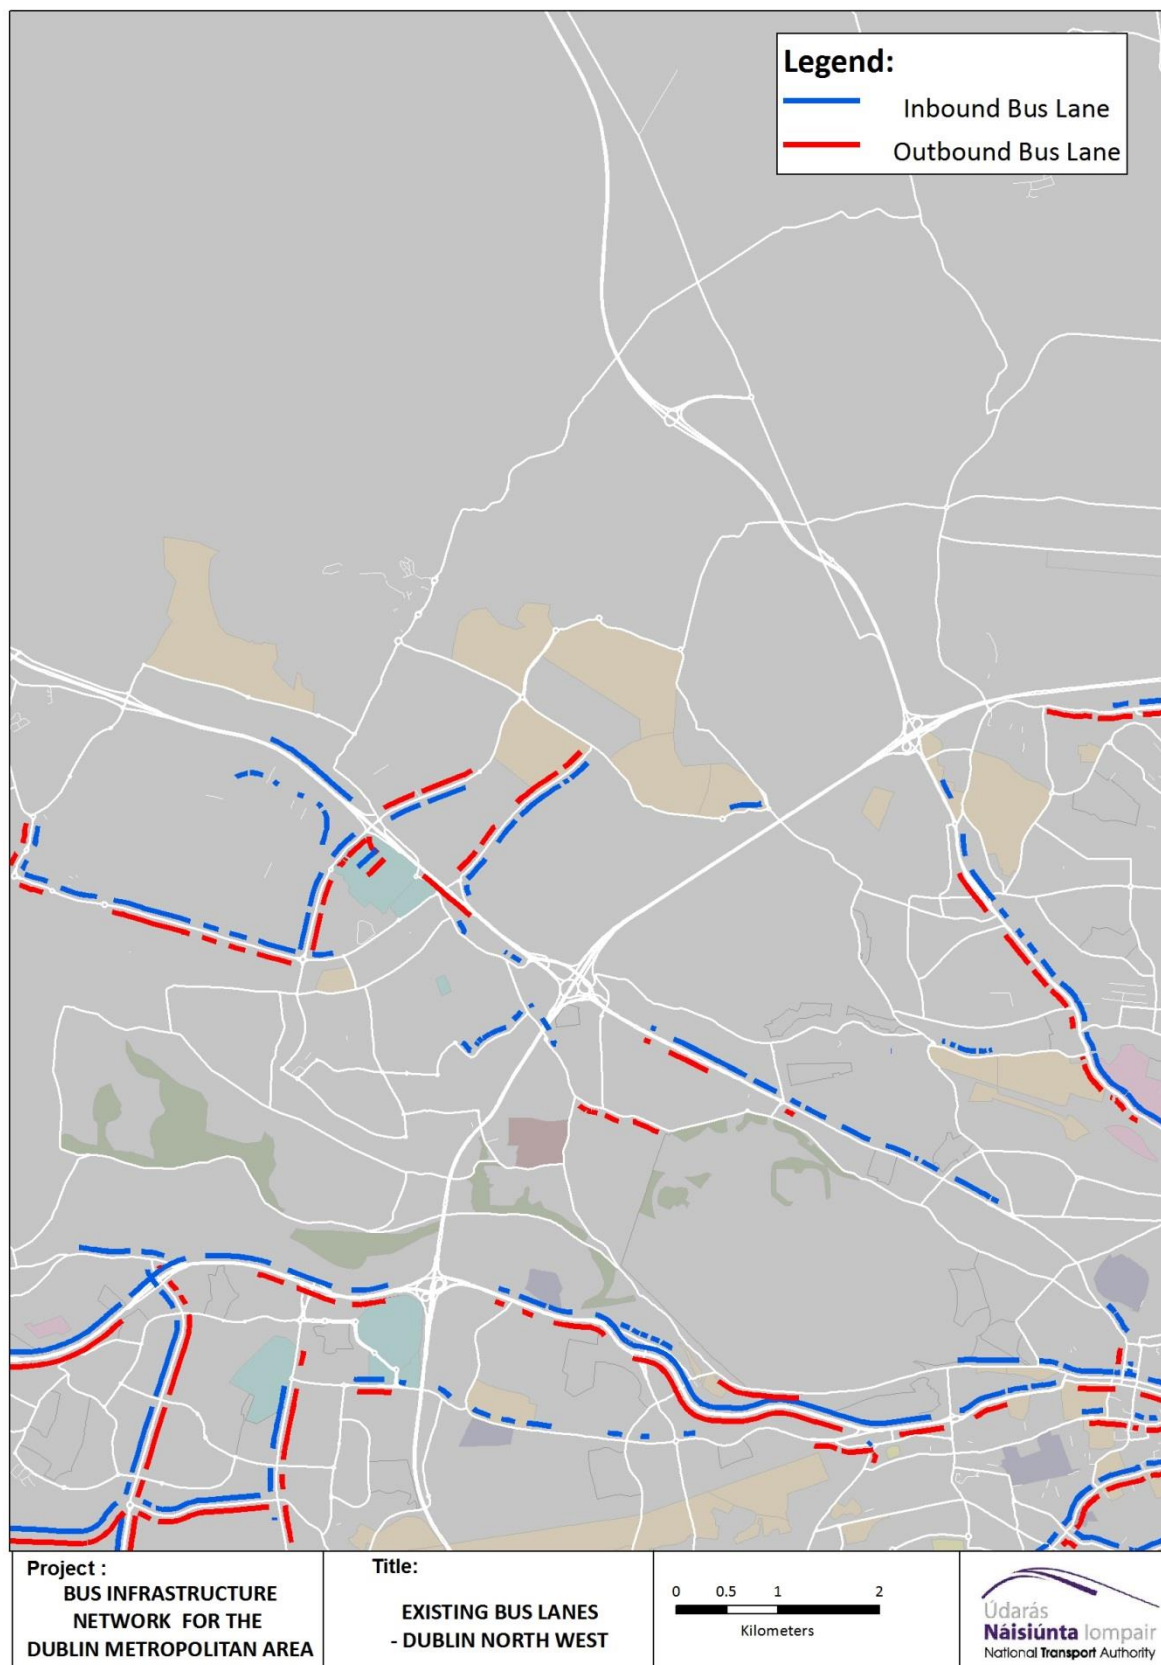 Legend:
Inbound Bus Lane
Outbound Bus Lane
Project :
BUS INFRASTRUCTURE
NETWORK FOR THE
DUBLIN METROPOLITAN AREA
Title:
EXISTING BUS LANES
- DUBLIN NORTH WEST
0 0.5 1 2
Kilometers
Údarás
Náisiúnta Iompair
National Transport Authority